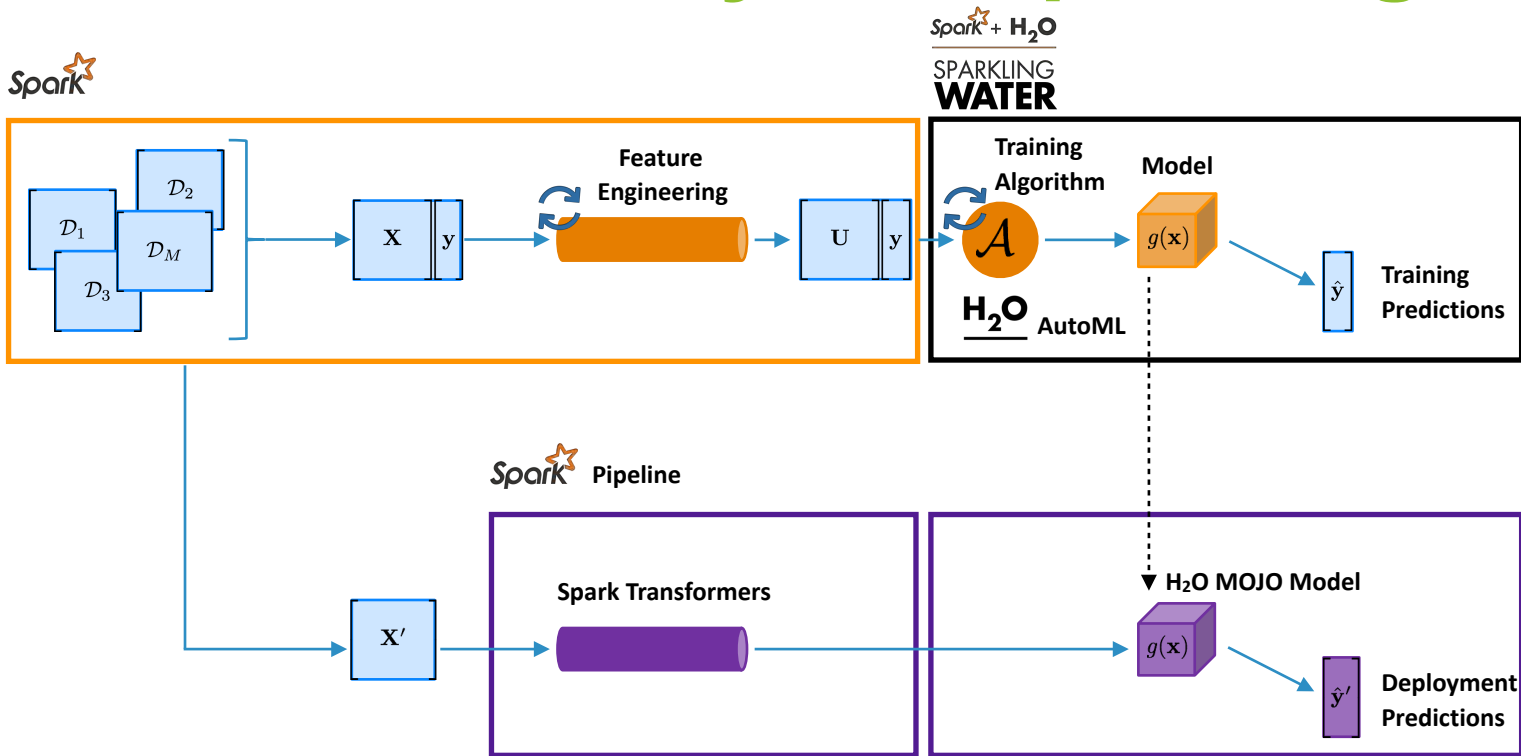 Spark + H2O
SPARKLING
WATER
Spark
D1
D2
D3
DM
X y
Feature
Engineering
U y
Training
Algorithm
A
H2O AutoML
Model
g(x)
ŷ
Training
Predictions
Spark Pipeline
X′
Spark Transformers
H2O MOJO Model
g(x)
ŷ′
Deployment
Predictions